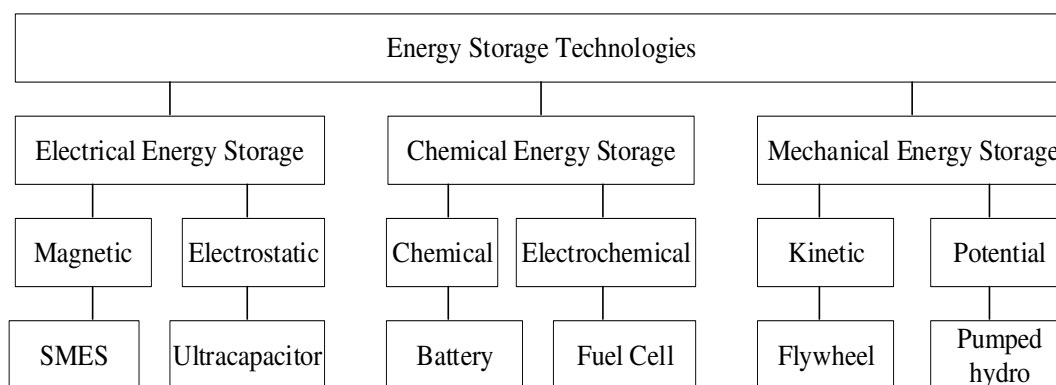 Energy Storage Technologies
Electrical Energy Storage
Chemical Energy Storage
Mechanical Energy Storage
Magnetic
Electrostatic
Chemical
Electrochemical
Kinetic
Potential
SMES
Ultracapacitor
Battery
Fuel Cell
Flywheel
Pumped
hydro